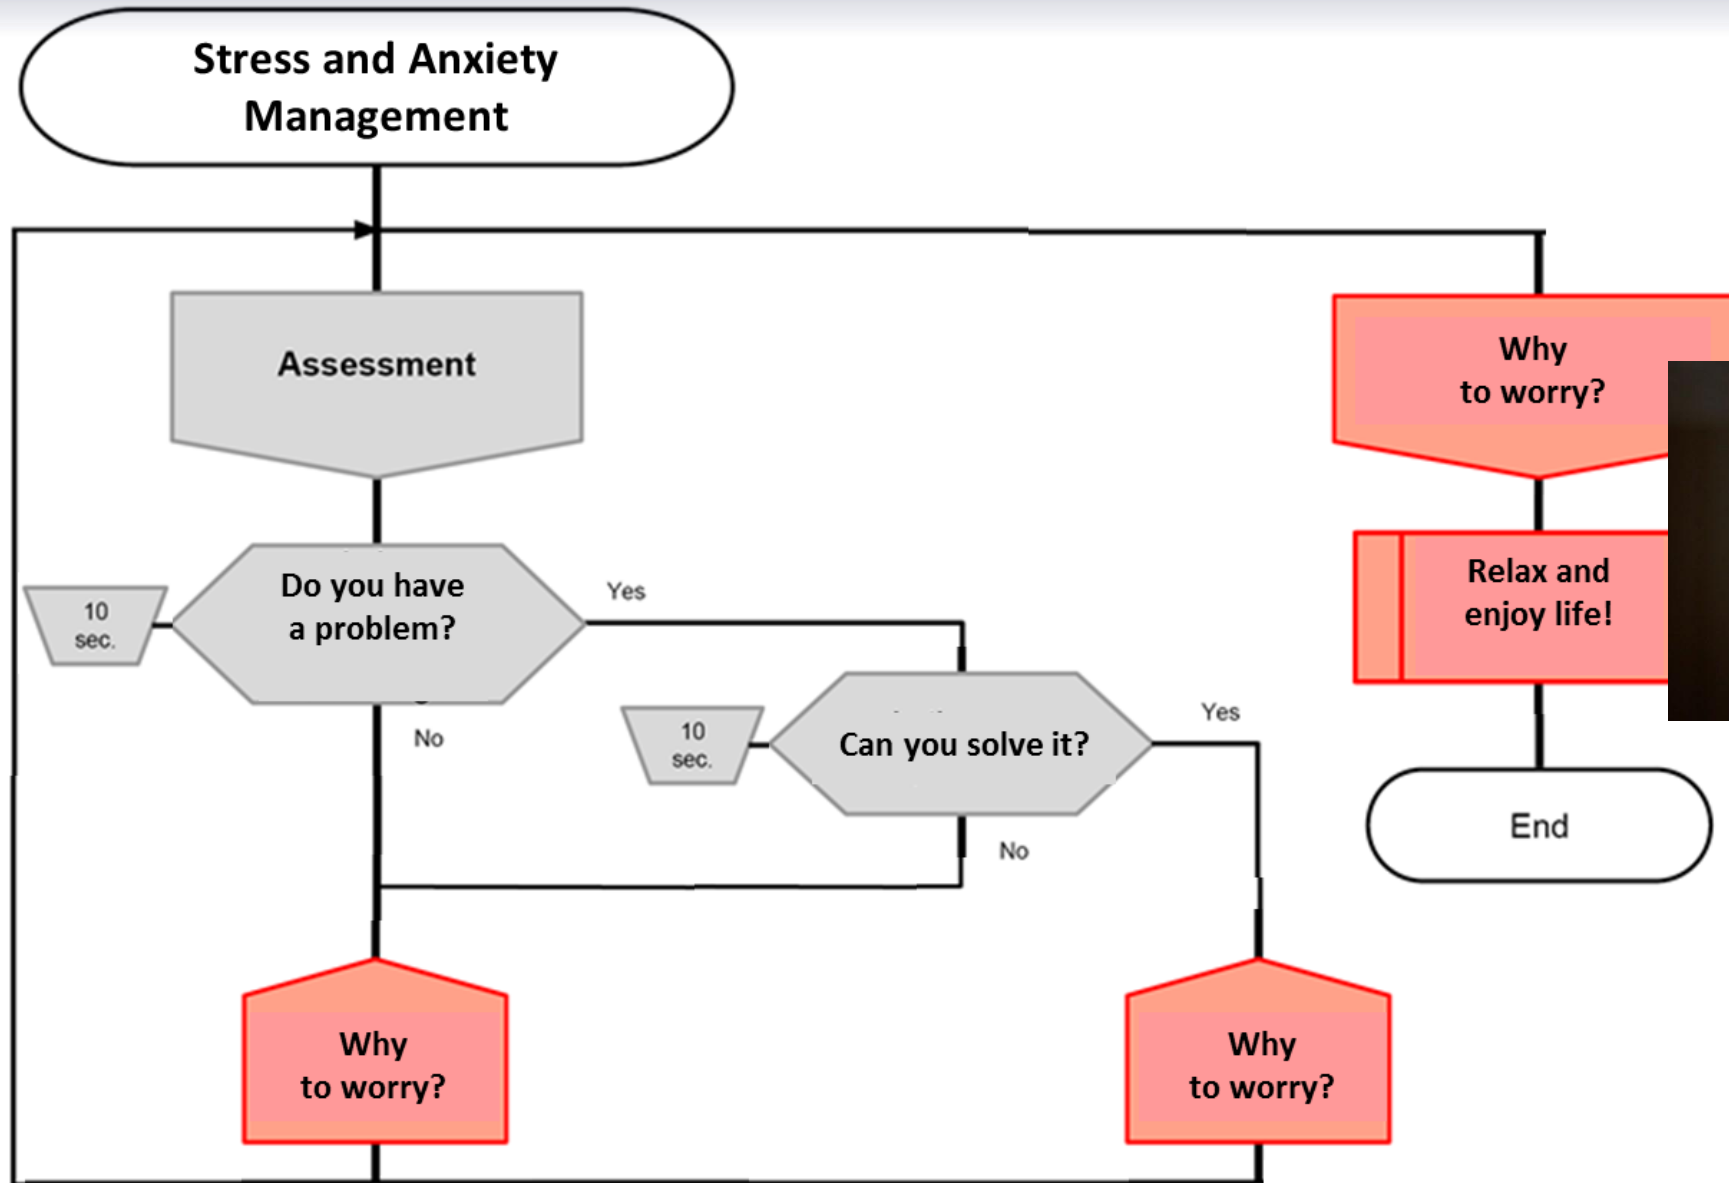 Stress and Anxiety
Management
Assessment
Do you have
a problem?
10
sec.
Yes
No
10
sec.
Can you solve it?
Yes
No
Why
to worry?
Why
to worry?
Why
to worry?
Relax and
enjoy life!
End